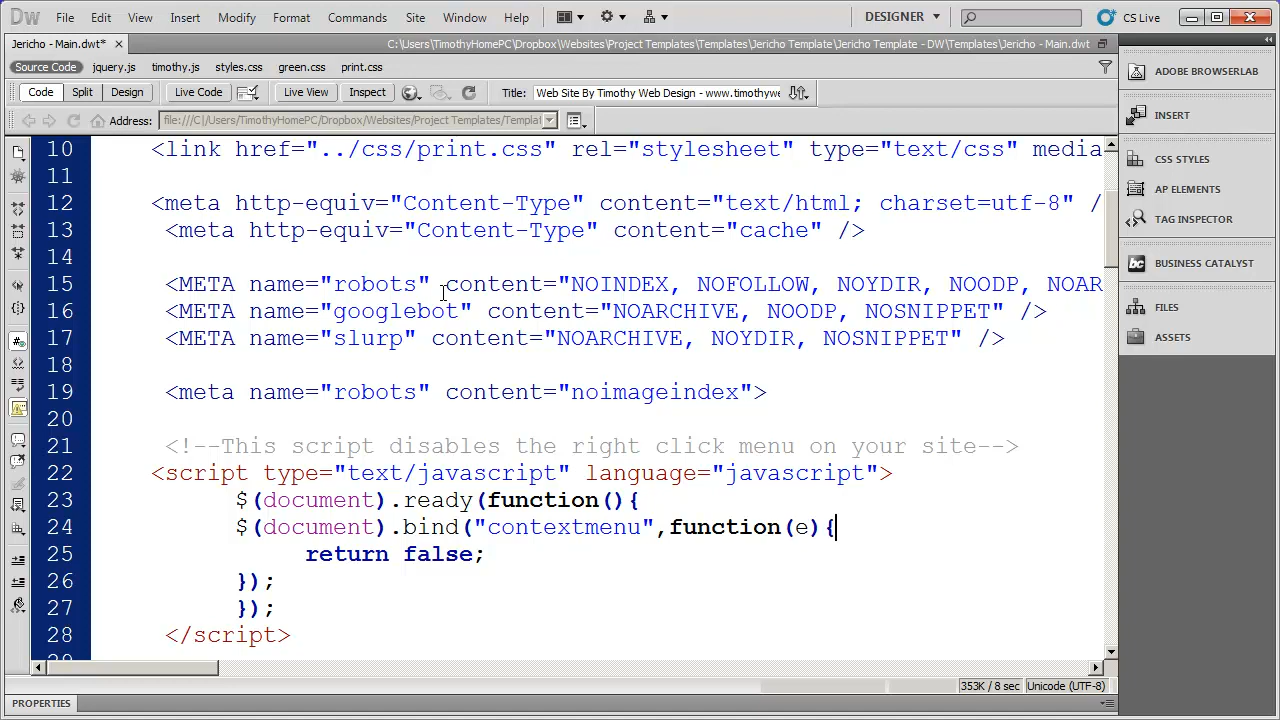 Dw File Edit View Insert Modify Format Commands Site Window Help DESIGNER CS Live
Jericho - Main.dwt* C:\Users\TimothyHomePC\Dropbox\Websites\Project Templates\Templates\Jericho Template\Jericho Template - DW\Templates\Jericho - Main.dwt
Source Code jquery.js timothy.js styles.css green.css print.css
Code Split Design Live Code Live View Inspect Title: Web Site By Timothy Web Design - www.timothywe
Address: file:///C|/Users/TimothyHomePC/Dropbox/Websites/Project Templates/Templat
10 <link href="../css/print.css" rel="stylesheet" type="text/css" media
11
12 <meta http-equiv="Content-Type" content="text/html; charset=utf-8" /
13 <meta http-equiv="Content-Type" content="cache" />
14
15 <META name="robots" content="NOINDEX, NOFOLLOW, NOYDIR, NOODP, NOAR
16 <META name="googlebot" content="NOARCHIVE, NOODP, NOSNIPPET" />
17 <META name="slurp" content="NOARCHIVE, NOYDIR, NOSNIPPET" />
18
19 <meta name="robots" content="noimageindex">
20
21 <!--This script disables the right click menu on your site-->
22 <script type="text/javascript" language="javascript">
23 $(document).ready(function(){
24 $(document).bind("contextmenu",function(e){
25 return false;
26 });
27 });
28 </script>
353K / 8 sec Unicode (UTF-8)
PROPERTIES
ADOBE BROWSERLAB
INSERT
CSS STYLES
AP ELEMENTS
TAG INSPECTOR
BUSINESS CATALYST
FILES
ASSETS